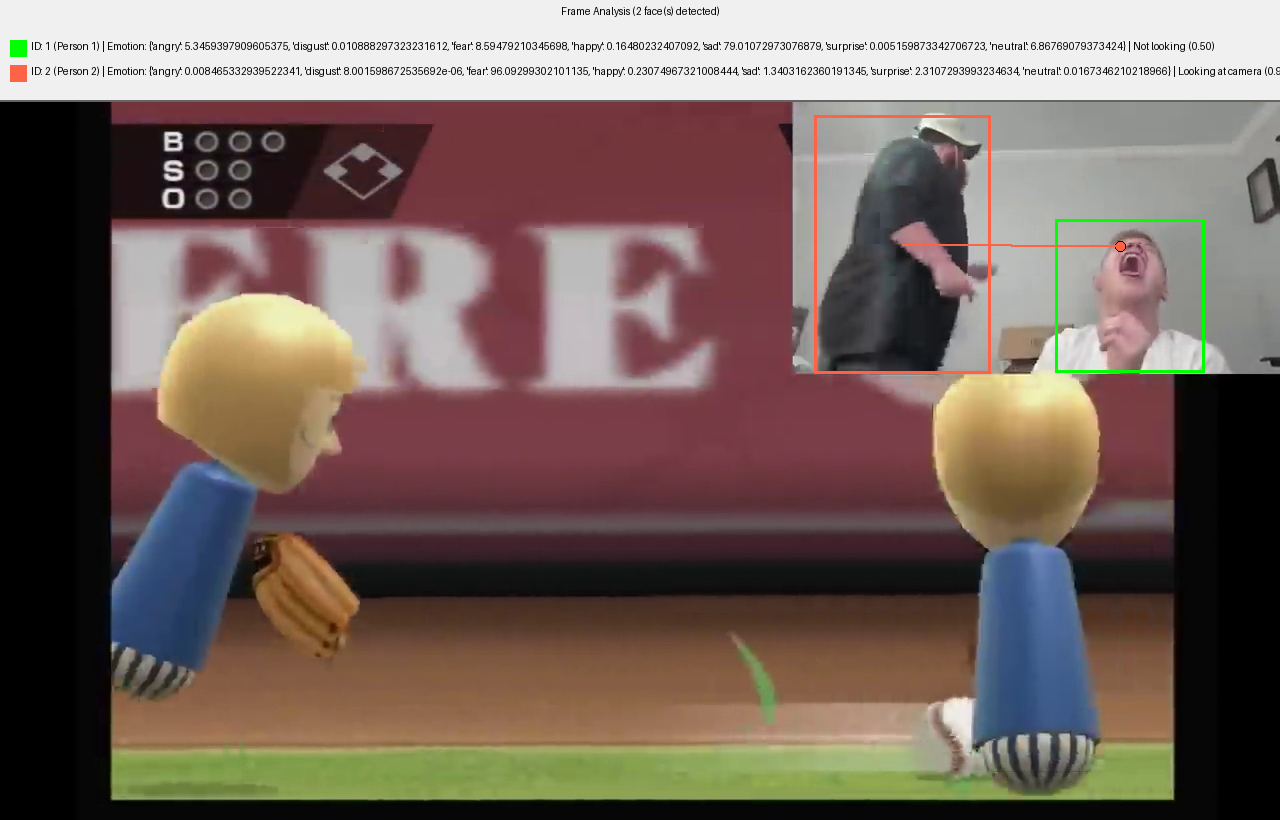 Frame Analysis (2 face(s) detected)
ID: 1 (Person 1) | Emotion: {'angry': 5.3459397909605375, 'disgust': 0.010888297323231612, 'fear': 8.59479210345698, 'happy': 0.16480232407092, 'sad': 79.01072973076879, 'surprise': 0.005159873342706723, 'neutral': 6.86769079373424} | Not looking (0.50)
ID: 2 (Person 2) | Emotion: {'angry': 0.008465332939522341, 'disgust': 8.001598672535692e-06, 'fear': 96.09299302101135, 'happy': 0.23074967321008444, 'sad': 1.3403162360191345, 'surprise': 2.3107293993234634, 'neutral': 0.0167346210218966} | Looking at camera (0.9
B
S
O
ERE